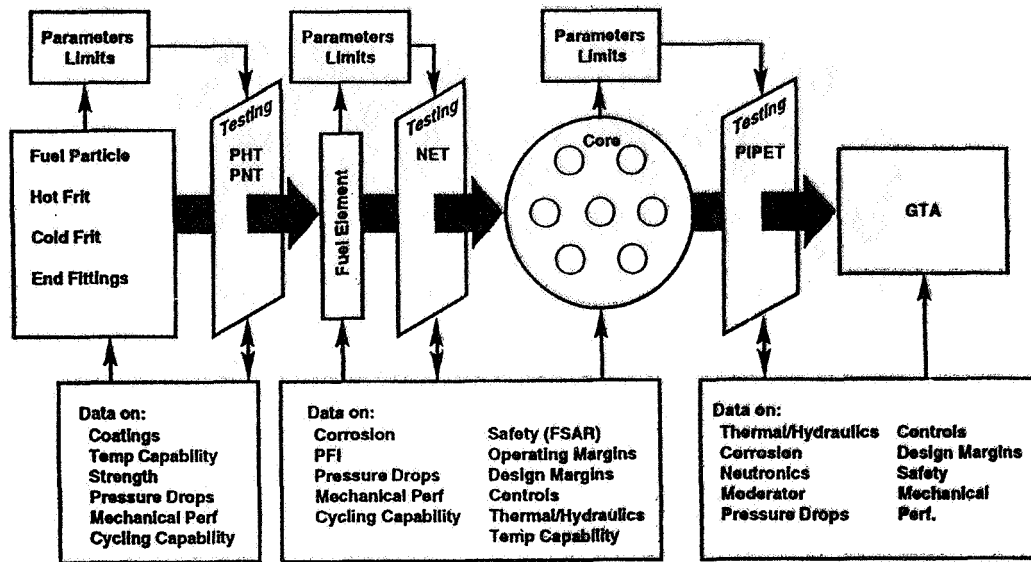 Parameters
Limits
Parameters
Limits
Parameters
Limits
Fuel Particle
Hot Frit
Cold Frit
End Fittings
Testing
PHT
PNT
Fuel Element
Testing
NET
Core
Testing
PIPET
GTA
Data on:
Coatings
Temp Capability
Strength
Pressure Drops
Mechanical Perf
Cycling Capability
Data on:
Corrosion
PFI
Pressure Drops
Mechanical Perf
Cycling Capability
Safety (FSAR)
Operating Margins
Design Margins
Controls
Thermal/Hydraulics
Temp Capability
Data on:
Thermal/Hydraulics
Corrosion
Neutronics
Moderator
Pressure Drops
Controls
Design Margins
Safety
Mechanical
Perf.